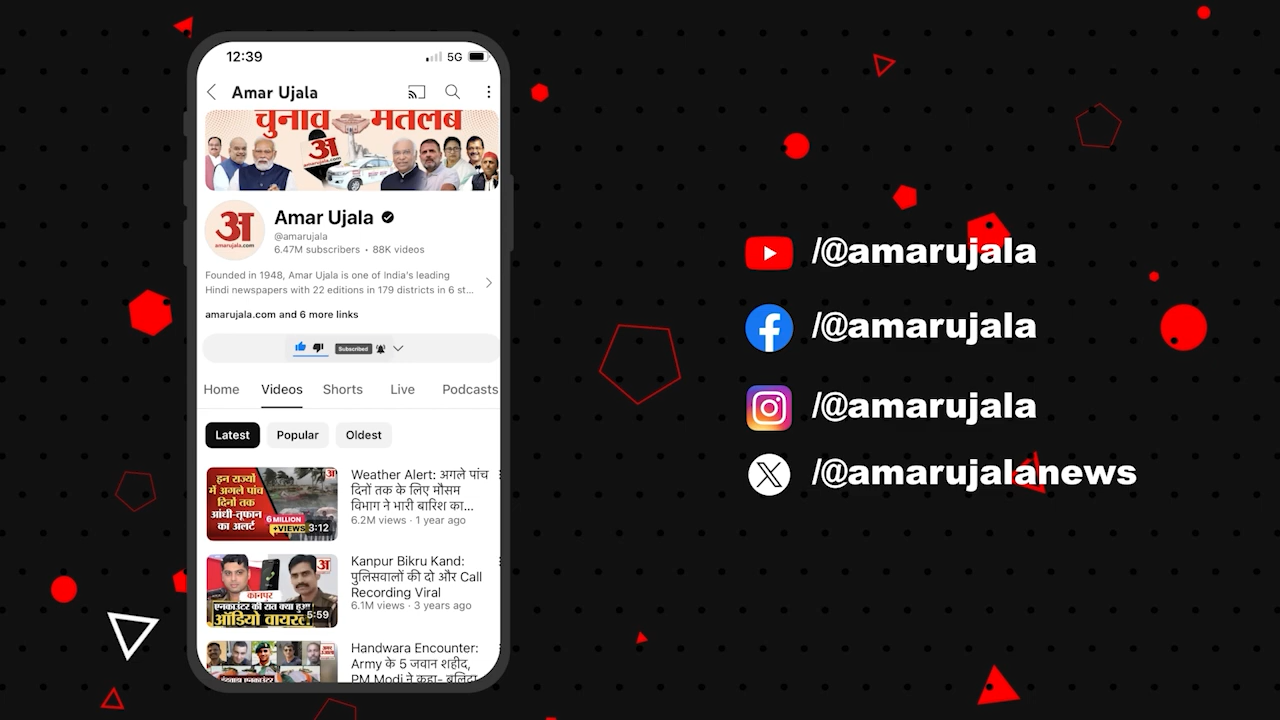 12:39
5G
Amar Ujala
चुनाव मतलब
अ
amarujala.com
अ
amarujala.com
Amar Ujala
@amarujala
6.47M subscribers • 88K videos
Founded in 1948, Amar Ujala is one of India's leading
Hindi newspapers with 22 editions in 179 districts in 6 st...
amarujala.com and 6 more links
Subscribed
Home Videos Shorts Live Podcasts
Latest Popular Oldest
इन राज्यों
में अगले पांच
दिनों तक
आंधी-तूफान
का अलर्ट
6 MILLION
+VIEWS
3:12
अ
Weather Alert: अगले पांच
दिनों तक के लिए मौसम
विभाग ने भारी बारिश का...
6.2M views · 1 year ago
अ
कानपुर
एनकाउंटर की रात क्या हुआ
ऑडियो वायरल
5:59
Kanpur Bikru Kand:
पुलिसवालों की दो और Call
Recording Viral
6.1M views · 3 years ago
Handwara Encounter:
Army के 5 जवान शहीद,
PM Modi ने कहा- बलिदा
/@amarujala
/@amarujala
/@amarujala
/@amarujalanews